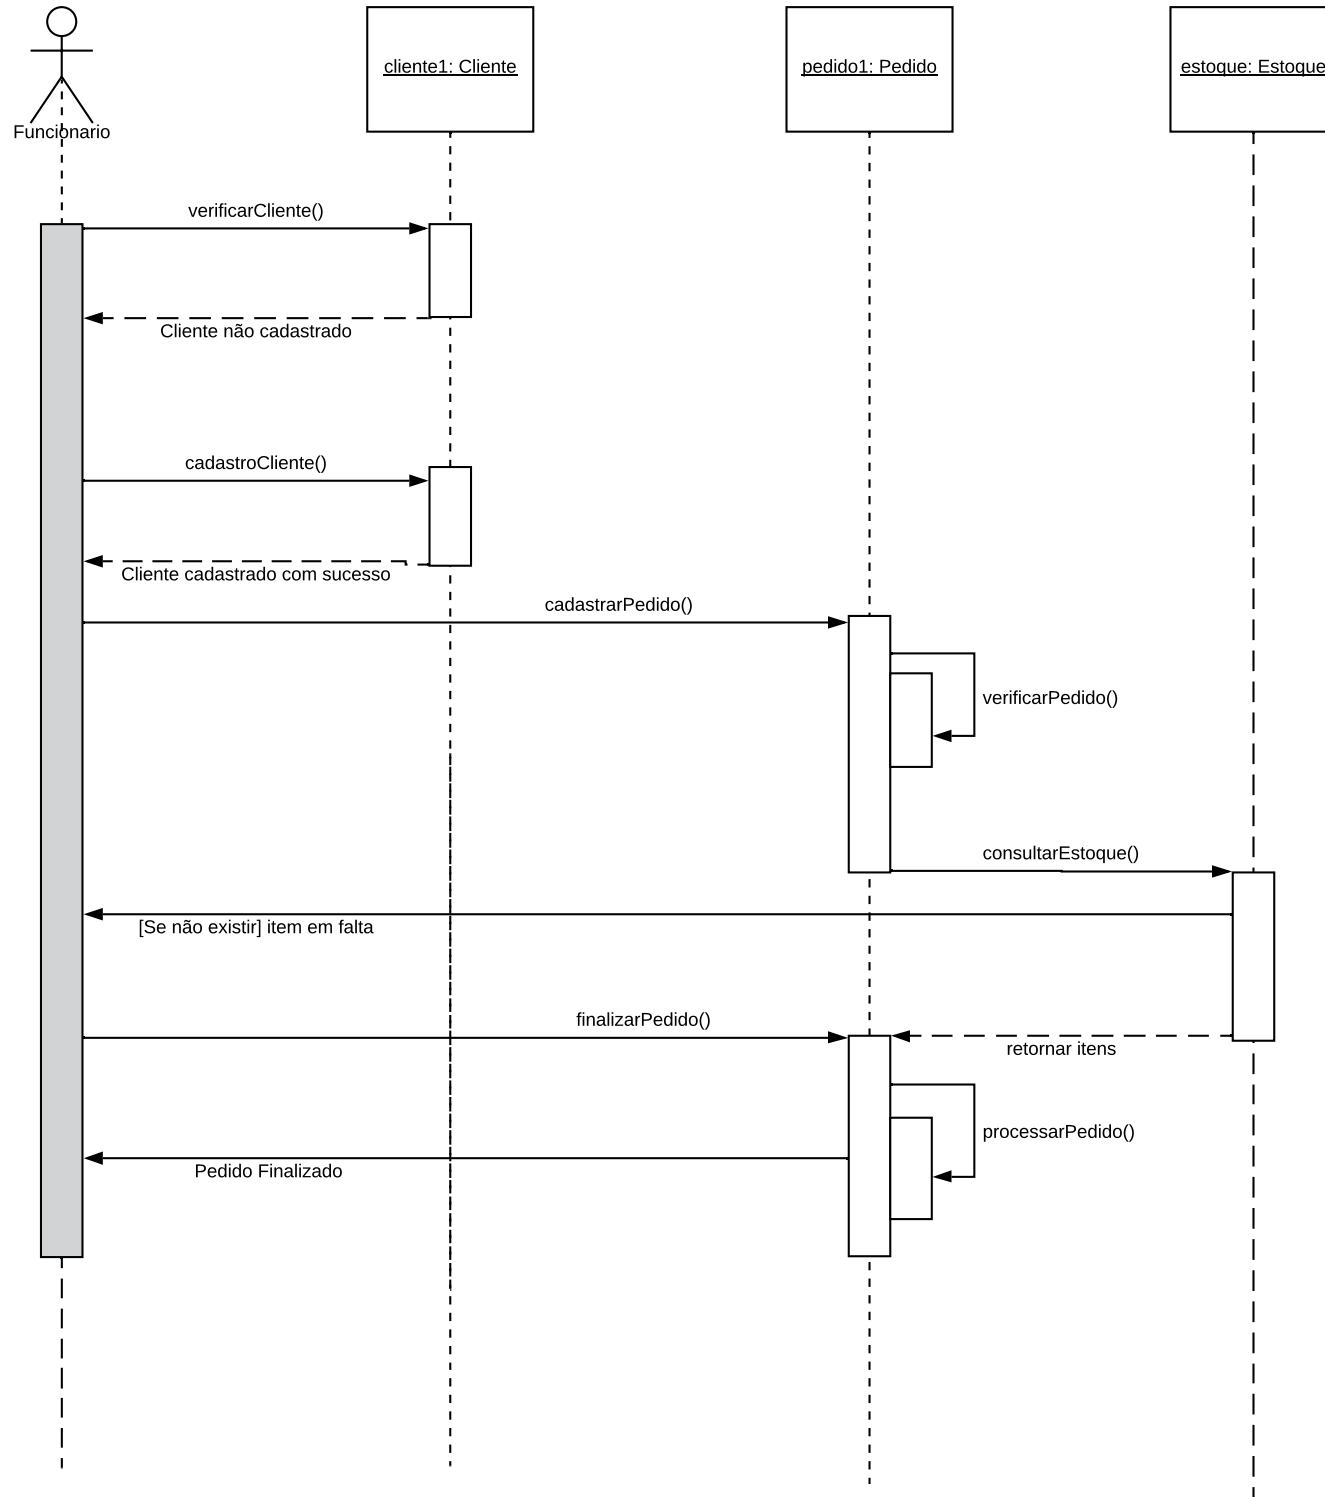 Funcionario
cliente1: Cliente
pedido1: Pedido
estoque: Estoque
verificarCliente()
Cliente não cadastrado
cadastroCliente()
Cliente cadastrado com sucesso
cadastrarPedido()
verificarPedido()
consultarEstoque()
[Se não existir] item em falta
finalizarPedido()
retornar itens
processarPedido()
Pedido Finalizado